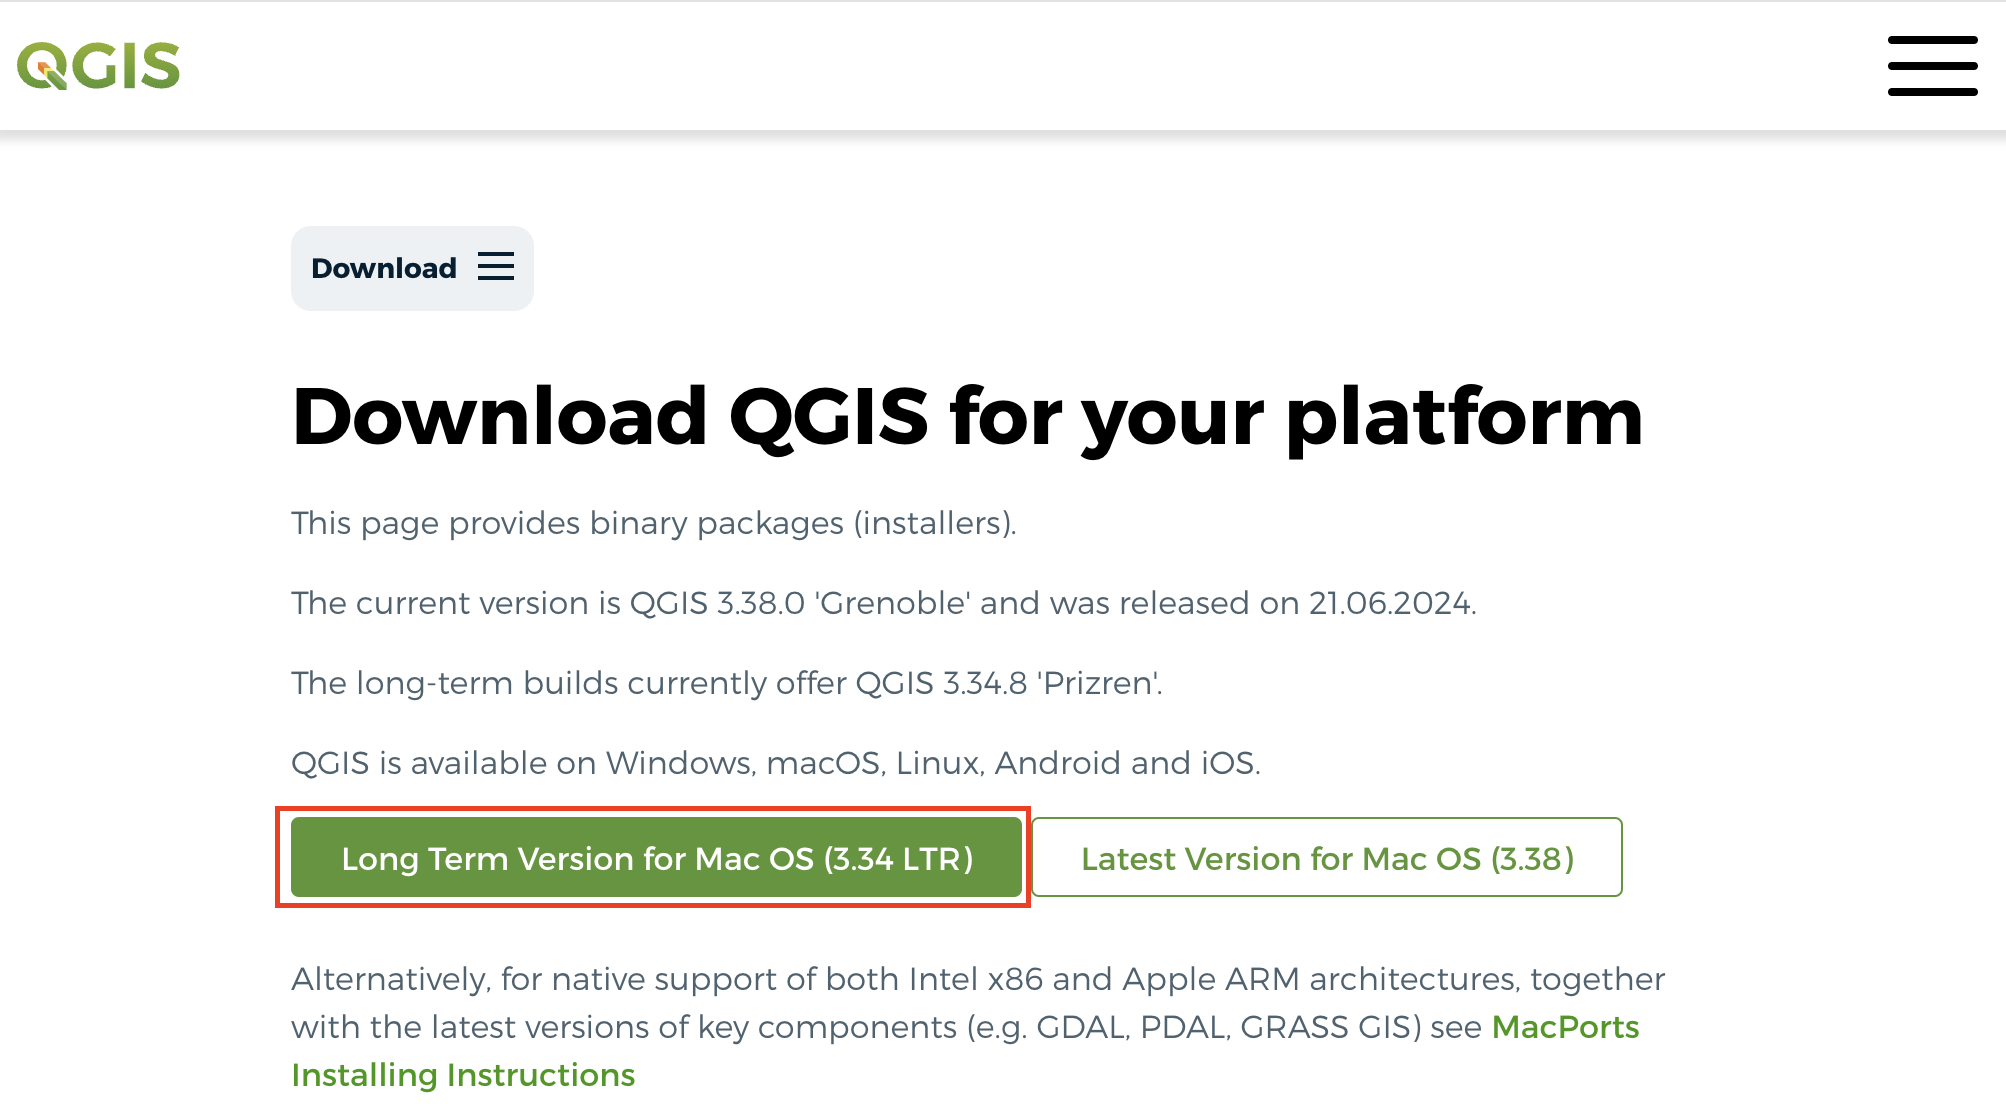 QGIS
Download
Download QGIS for your platform
This page provides binary packages (installers).
The current version is QGIS 3.38.0 'Grenoble' and was released on 21.06.2024.
The long-term builds currently offer QGIS 3.34.8 'Prizren'.
QGIS is available on Windows, macOS, Linux, Android and iOS.
Long Term Version for Mac OS (3.34 LTR)
Latest Version for Mac OS (3.38)
Alternatively, for native support of both Intel x86 and Apple ARM architectures, together
with the latest versions of key components (e.g. GDAL, PDAL, GRASS GIS) see MacPorts
Installing Instructions